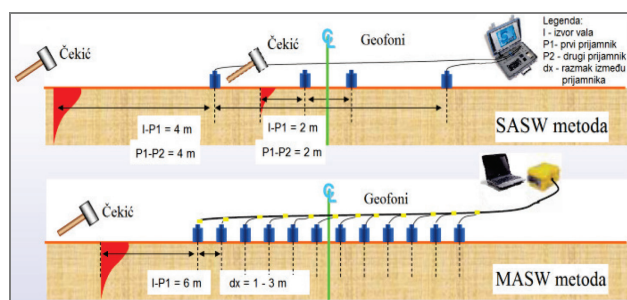 Čekić
Čekić
Geofoni
Legenda:
I - izvor vala
P1- prvi prijamnik
P2 - drugi prijamnik
dx - razmak između
prijamnika
I-P1 = 4 m
P1-P2 = 4 m
I-P1 = 2 m
P1-P2 = 2 m
SASW metoda
Čekić
Geofoni
I-P1 = 6 m
dx = 1 - 3 m
MASW metoda